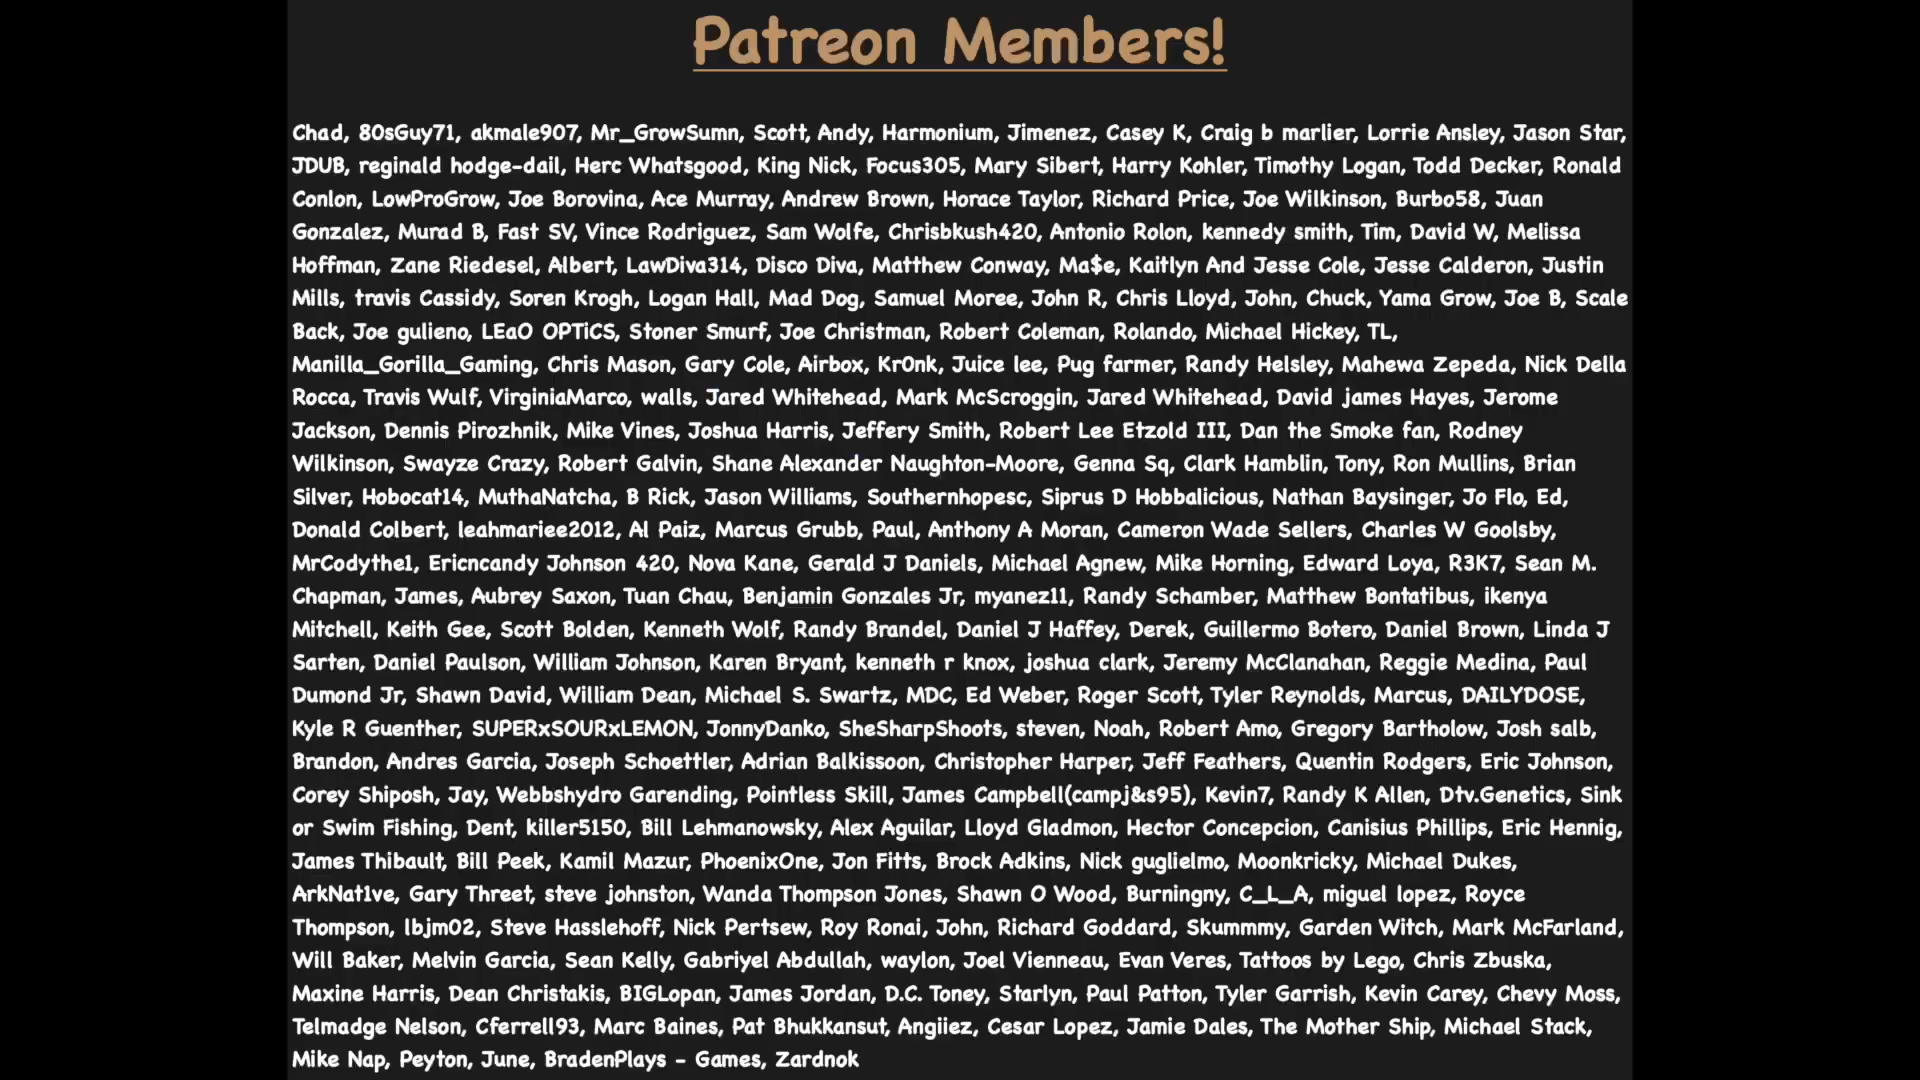 Patreon Members!
Chad, 80sGuy71, akmale907, Mr_GrowSumn, Scott, Andy, Harmonium, Jimenez, Casey K, Craig b marlier, Lorrie Ansley, Jason Star,
JDUB, reginald hodge-dail, Herc Whatsgood, King Nick, Focus305, Mary Sibert, Harry Kohler, Timothy Logan, Todd Decker, Ronald
Conlon, LowProGrow, Joe Borovina, Ace Murray, Andrew Brown, Horace Taylor, Richard Price, Joe Wilkinson, Burbo58, Juan
Gonzalez, Murad B, Fast SV, Vince Rodriguez, Sam Wolfe, Chrisbkush420, Antonio Rolon, kennedy smith, Tim, David W, Melissa
Hoffman, Zane Riedesel, Albert, LawDiva314, Disco Diva, Matthew Conway, Ma$e, Kaitlyn And Jesse Cole, Jesse Calderon, Justin
Mills, travis Cassidy, Soren Krogh, Logan Hall, Mad Dog, Samuel Moree, John R, Chris Lloyd, John, Chuck, Yama Grow, Joe B, Scale
Back, Joe gulieno, LEaO OPTiCS, Stoner Smurf, Joe Christman, Robert Coleman, Rolando, Michael Hickey, TL,
Manilla_Gorilla_Gaming, Chris Mason, Gary Cole, Airbox, Kr0nk, Juice lee, Pug farmer, Randy Helsley, Mahewa Zepeda, Nick Della
Rocca, Travis Wulf, VirginiaMarco, walls, Jared Whitehead, Mark McScroggin, Jared Whitehead, David james Hayes, Jerome
Jackson, Dennis Pirozhnik, Mike Vines, Joshua Harris, Jeffery Smith, Robert Lee Etzold III, Dan the Smoke fan, Rodney
Wilkinson, Swayze Crazy, Robert Galvin, Shane Alexander Naughton-Moore, Genna Sq, Clark Hamblin, Tony, Ron Mullins, Brian
Silver, Hobocat14, MuthaNatcha, B Rick, Jason Williams, Southernhopesc, Siprus D Hobbalicious, Nathan Baysinger, Jo Flo, Ed,
Donald Colbert, leahmariee2012, Al Paiz, Marcus Grubb, Paul, Anthony A Moran, Cameron Wade Sellers, Charles W Goolsby,
MrCodythe1, Ericncandy Johnson 420, Nova Kane, Gerald J Daniels, Michael Agnew, Mike Horning, Edward Loya, R3K7, Sean M.
Chapman, James, Aubrey Saxon, Tuan Chau, Benjamin Gonzales Jr, myanez11, Randy Schamber, Matthew Bontatibus, ikenya
Mitchell, Keith Gee, Scott Bolden, Kenneth Wolf, Randy Brandel, Daniel J Haffey, Derek, Guillermo Botero, Daniel Brown, Linda J
Sarten, Daniel Paulson, William Johnson, Karen Bryant, kenneth r knox, joshua clark, Jeremy McClanahan, Reggie Medina, Paul
Dumond Jr, Shawn David, William Dean, Michael S. Swartz, MDC, Ed Weber, Roger Scott, Tyler Reynolds, Marcus, DAILYDOSE,
Kyle R Guenther, SUPERxSOURxLEMON, JonnyDanko, SheSharpShoots, steven, Noah, Robert Amo, Gregory Bartholow, Josh salb,
Brandon, Andres Garcia, Joseph Schoettler, Adrian Balkissoon, Christopher Harper, Jeff Feathers, Quentin Rodgers, Eric Johnson,
Corey Shiposh, Jay, Webbshydro Garending, Pointless Skill, James Campbell(campj&s95), Kevin7, Randy K Allen, Dtv.Genetics, Sink
or Swim Fishing, Dent, killer5150, Bill Lehmanowsky, Alex Aguilar, Lloyd Gladmon, Hector Concepcion, Canisius Phillips, Eric Hennig,
James Thibault, Bill Peek, Kamil Mazur, PhoenixOne, Jon Fitts, Brock Adkins, Nick guglielmo, Moonkricky, Michael Dukes,
ArkNat1ve, Gary Threet, steve johnston, Wanda Thompson Jones, Shawn O Wood, Burningny, C_L_A, miguel lopez, Royce
Thompson, lbjm02, Steve Hasslehoff, Nick Pertsew, Roy Ronai, John, Richard Goddard, Skummmy, Garden Witch, Mark McFarland,
Will Baker, Melvin Garcia, Sean Kelly, Gabriyel Abdullah, waylon, Joel Vienneau, Evan Veres, Tattoos by Lego, Chris Zbuska,
Maxine Harris, Dean Christakis, BIGLopan, James Jordan, D.C. Toney, Starlyn, Paul Patton, Tyler Garrish, Kevin Carey, Chevy Moss,
Telmadge Nelson, Cferrell93, Marc Baines, Pat Bhukkansut, Angiiez, Cesar Lopez, Jamie Dales, The Mother Ship, Michael Stack,
Mike Nap, Peyton, June, BradenPlays - Games, Zardnok